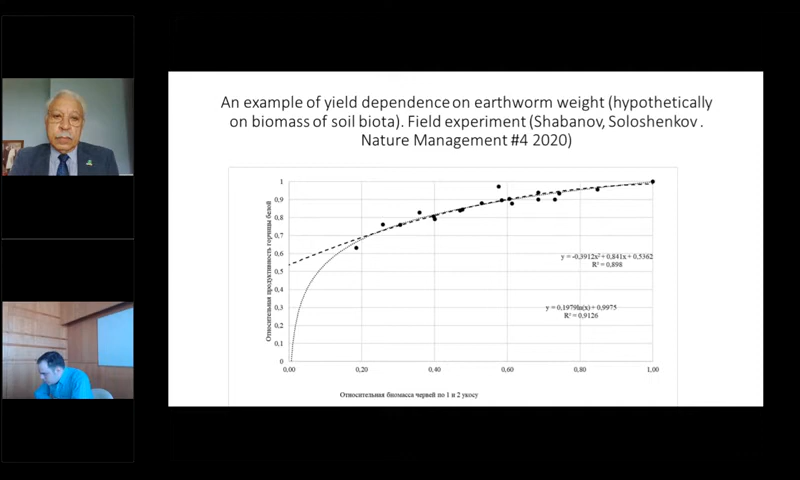 An example of yield dependence on earthworm weight (hypothetically
on biomass of soil biota). Field experiment (Shabanov, Soloshenkov .
Nature Management #4 2020)
Относительная продуктивность горчицы белой
1
0,9
0,8
0,7
0,6
0,5
0,4
0,3
0,2
0,1
0
y = -0,3912x² + 0,841x + 0,5362
R² = 0,898
y = 0,1979ln(x) + 0,9975
R² = 0,9126
0,00 0,20 0,40 0,60 0,80 1,00
Относительная биомасса червей по 1 и 2 укосу